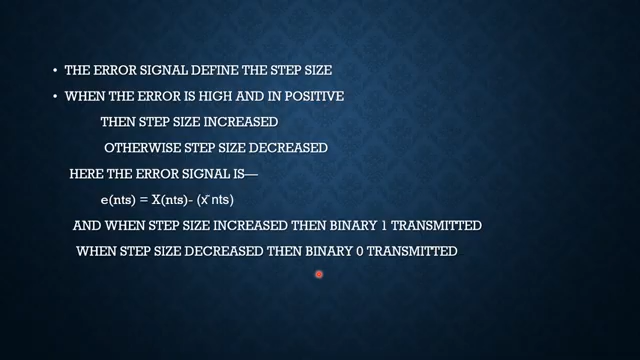 • THE ERROR SIGNAL DEFINE THE STEP SIZE
• WHEN THE ERROR IS HIGH AND IN POSITIVE
THEN STEP SIZE INCREASED
OTHERWISE STEP SIZE DECREASED
HERE THE ERROR SIGNAL IS—
e(nts) = X(nts)- (x̄ nts)
AND WHEN STEP SIZE INCREASED THEN BINARY 1 TRANSMITTED
WHEN STEP SIZE DECREASED THEN BINARY 0 TRANSMITTED